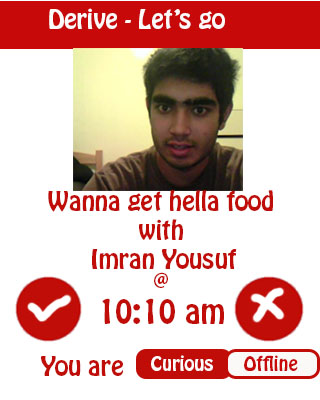 Derive - Let's go
Wanna get hella food
with
Imran Yousuf
@
10:10 am
You are Curious Offline